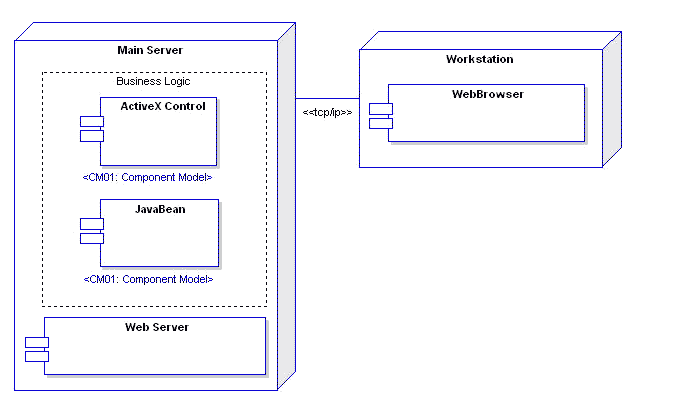 Main Server
Business Logic
ActiveX Control
<CM01: Component Model>
JavaBean
<CM01: Component Model>
Web Server
<<tcp/ip>>
Workstation
WebBrowser